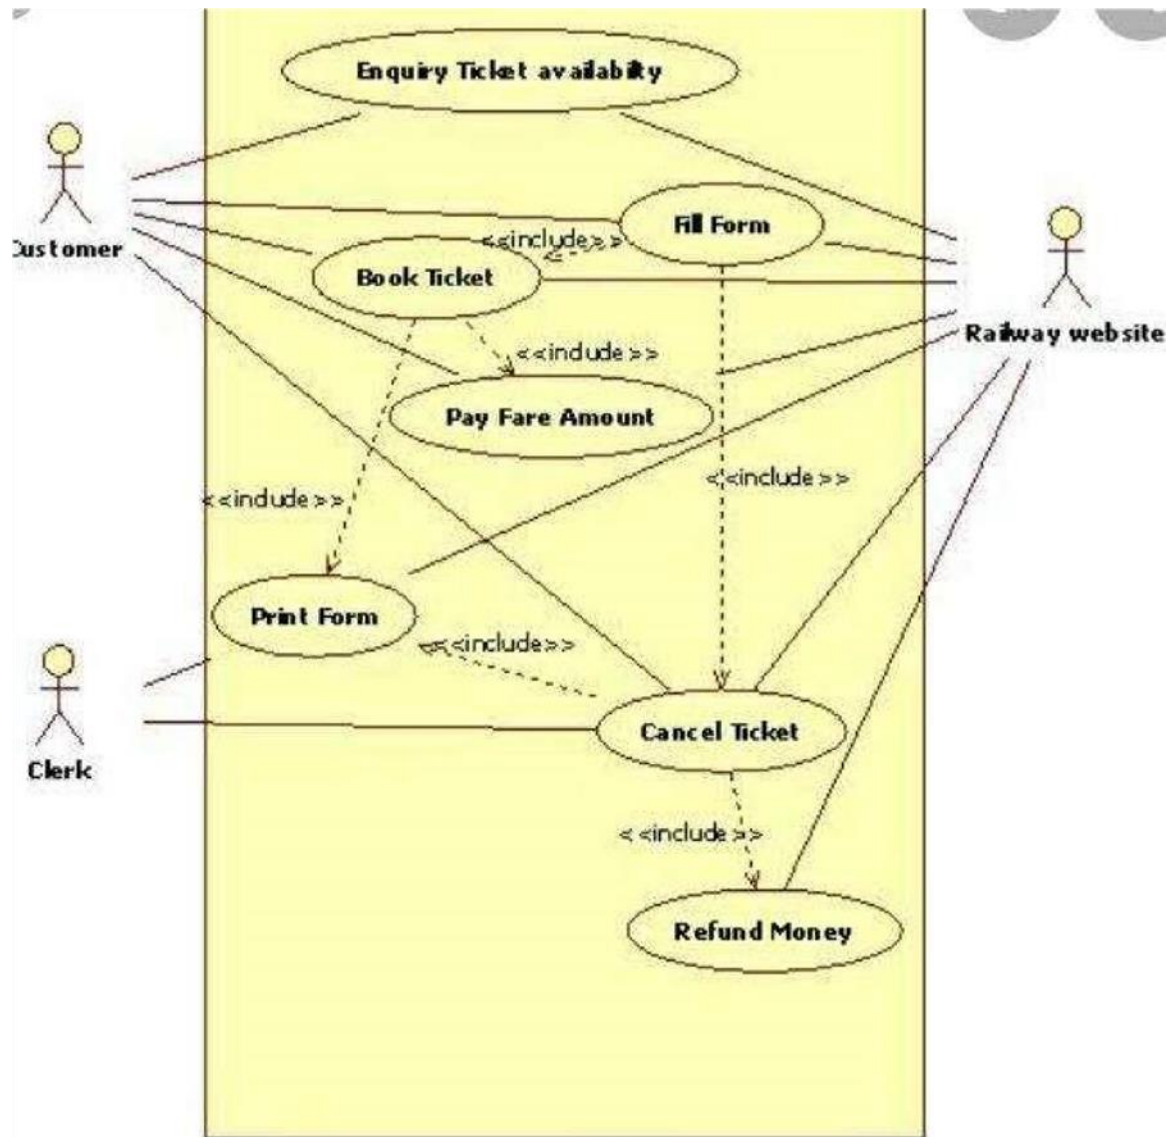 Enquiry Ticket availabilty
Customer
Fill Form
<<include>>
Book Ticket
Railway website
<<include>>
Pay Fare Amount
<<include>>
<<include>>
Print Form
<<include>>
Cancel Ticket
Clerk
<<include>>
Refund Money